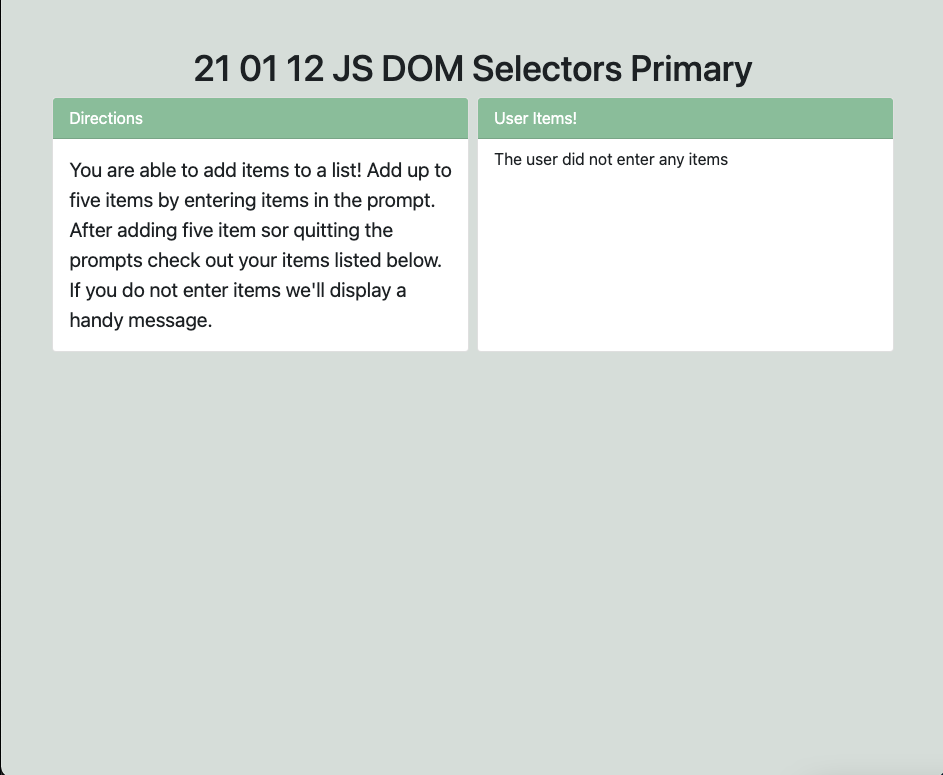 21 01 12 JS DOM Selectors Primary
Directions
You are able to add items to a list! Add up to
five items by entering items in the prompt.
After adding five item sor quitting the
prompts check out your items listed below.
If you do not enter items we'll display a
handy message.
User Items!
The user did not enter any items